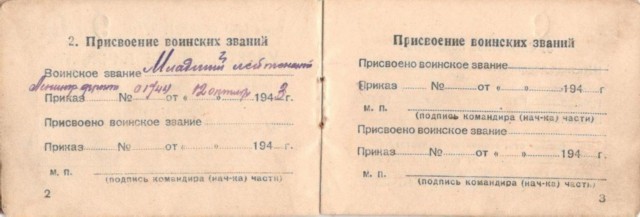 2. Присвоение воинских званий
Воинское звание Младший лейтенант
Приказ № 01744 от „12 октяб 1943г.
Присвоено воинское звание
Приказ № от „ “ 194 г.
м. п.
(подпись командира (нач-ка) части)
2
Присвоение воинских званий
Присвоено воинское звание
Приказ № от „ “ 194 г.
м. п.
(подпись командира (нач-ка) части)
Присвоено воинское звание
Приказ № от „ “ 194 г.
м. п.
(подпись командира (нач-ка) части)
3